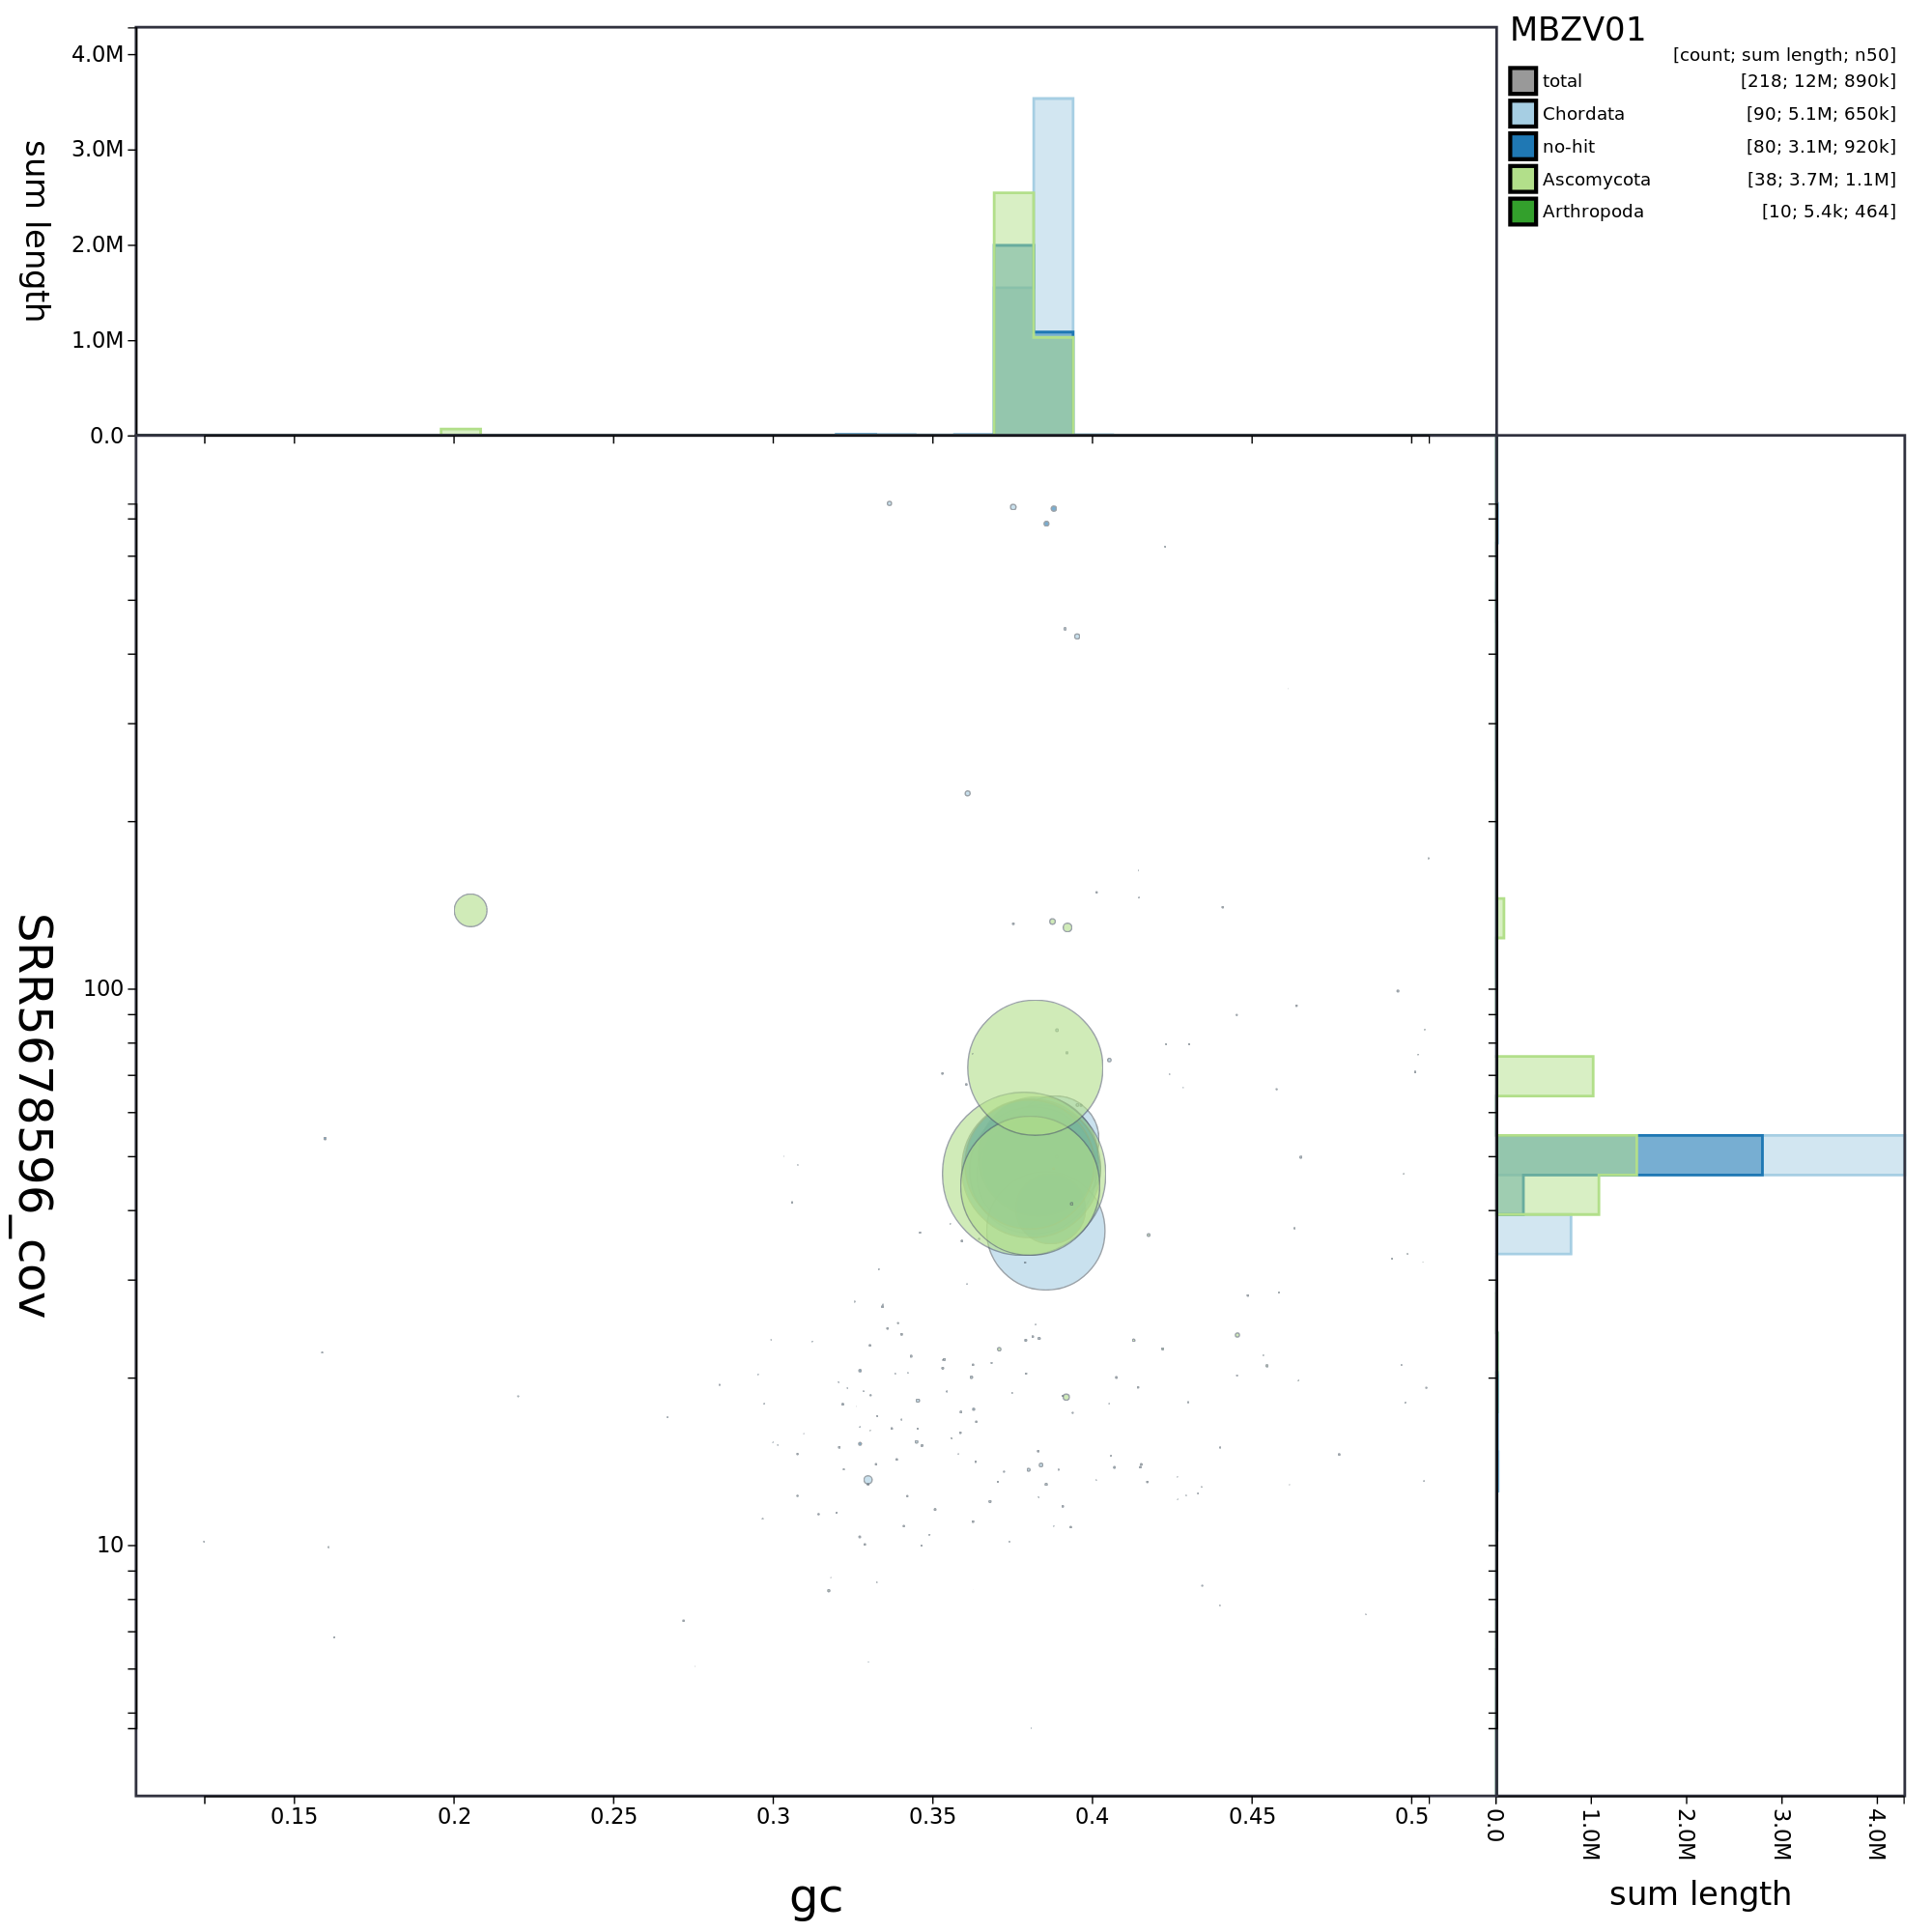 MBZV01
[count; sum length; n50]
total [218; 12M; 890k]
Chordata [90; 5.1M; 650k]
no-hit [80; 3.1M; 920k]
Ascomycota [38; 3.7M; 1.1M]
Arthropoda [10; 5.4k; 464]
sum length
4.0M
3.0M
2.0M
1.0M
0.0
SRR5678596_cov
100
10
0.15 0.2 0.25 0.3 0.35 0.4 0.45 0.5
gc
0.0 1.0M 2.0M 3.0M 4.0M
sum length